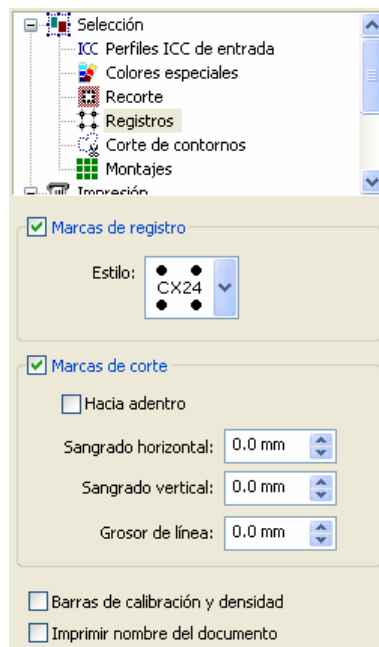 Selección
ICC Perfiles ICC de entrada
Colores especiales
Recorte
Registros
Corte de contornos
Montajes
Impresión
Marcas de registro
Estilo: CX24
Marcas de corte
Hacia adentro
Sangrado horizontal: 0.0 mm
Sangrado vertical: 0.0 mm
Grosor de línea: 0.0 mm
Barras de calibración y densidad
Imprimir nombre del documento